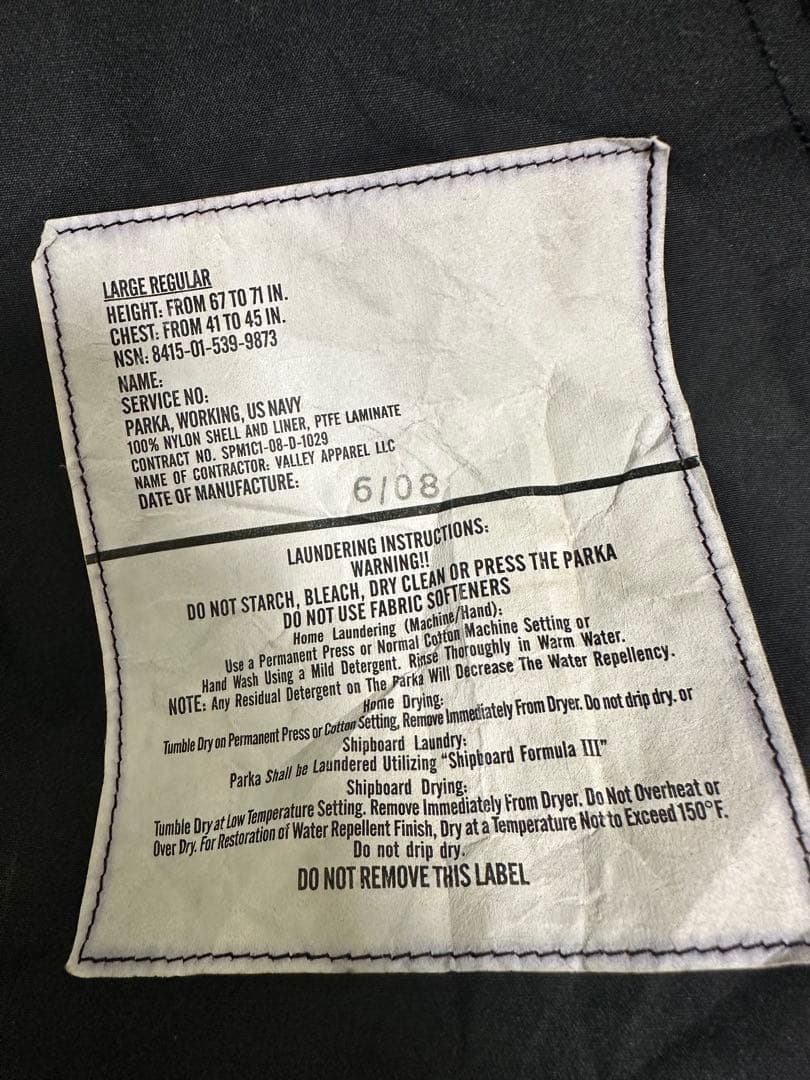 LARGE REGULAR
HEIGHT: FROM 67 TO 71 IN.
CHEST: FROM 41 TO 45 IN.
NSN: 8415-01-539-9873
NAME:
SERVICE NO:
PARKA, WORKING, US NAVY
100% NYLON SHELL AND LINER, PTFE LAMINATE
CONTRACT NO. SPM1C1-08-D-1029
NAME OF CONTRACTOR: VALLEY APPAREL LLC
DATE OF MANUFACTURE: 6/08
LAUNDERING INSTRUCTIONS:
WARNING!!
DO NOT STARCH, BLEACH, DRY CLEAN OR PRESS THE PARKA
DO NOT USE FABRIC SOFTENERS
Home Laundering (Machine/Hand):
Use a Permanent Press or Normal Cotton Machine Setting or
Hand Wash Using a Mild Detergent. Rinse Thoroughly in Warm Water.
NOTE: Any Residual Detergent on The Parka Will Decrease The Water Repellency.
Home Drying:
Tumble Dry on Permanent Press or Cotton Setting, Remove Immediately From Dryer. Do not drip dry. or
Shipboard Laundry:
Parka Shall be Laundered Utilizing "Shipboard Formula III"
Shipboard Drying:
Tumble Dry at Low Temperature Setting. Remove Immediately From Dryer. Do Not Overheat or
Over Dry. For Restoration of Water Repellent Finish, Dry at a Temperature Not to Exceed 150°F.
Do not drip dry.
DO NOT REMOVE THIS LABEL